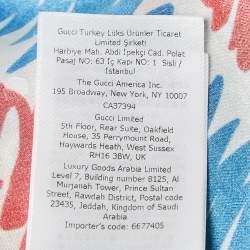 Gucci Turkey Lüks Ürünler Ticaret
Limited Şirketi
Harbiye Mah. Abdi İpekçi Cad. Polat
Pasaj NO: 63 İç Kapı NO: 1 Sisli /
İstanbul
The Gucci America Inc.
195 Broadway, New York, NY 10007
CA37394
Gucci Limited
5th Floor, Rear Suite, Oakfield
House, 35 Perrymount Road,
Haywards Heath, West Sussex
RH16 3BW, UK
Luxury Goods Arabia Limited
Level 7, Building number 8125, Al
Murjanah Tower, Prince Sultan
Street, Rawdah District, Postal code
23435, Jeddah, Kingdom of Saudi
Arabia
Importer's code: 6677405